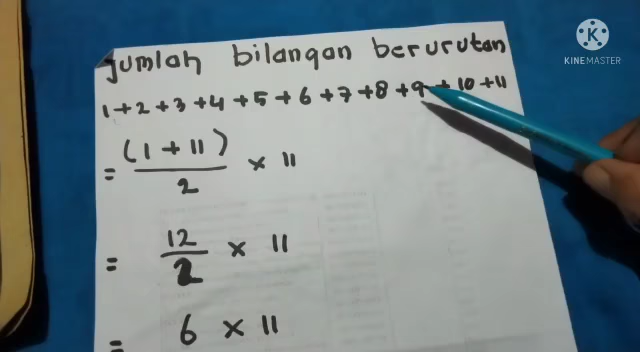 Jumlah bilangan berurutan
1+2+3+4+5+6+7+8+9+10+11
= (1+11)/2 × 11
= 12/2 × 11
= 6 × 11
K
KINEMASTER